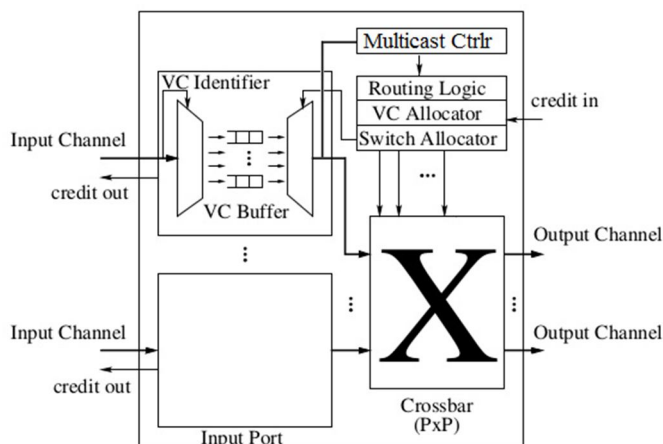 Multicast Ctrlr
VC Identifier
Routing Logic
credit in
VC Allocator
Input Channel
Switch Allocator
credit out
VC Buffer
Output Channel
X
Input Channel
Output Channel
credit out
Crossbar
(PxP)
Input Port